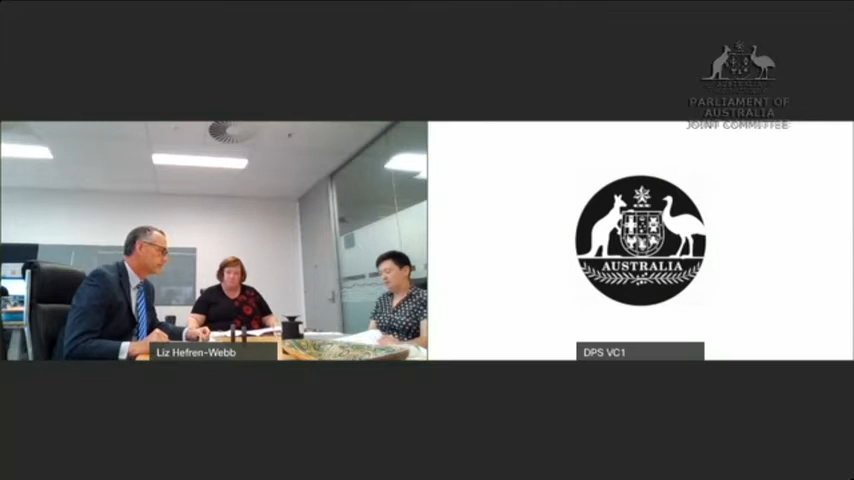 PARLIAMENT OF
AUSTRALIA
JOINT COMMITTEE
AUSTRALIA
Liz Hefren-Webb
DPS VC1